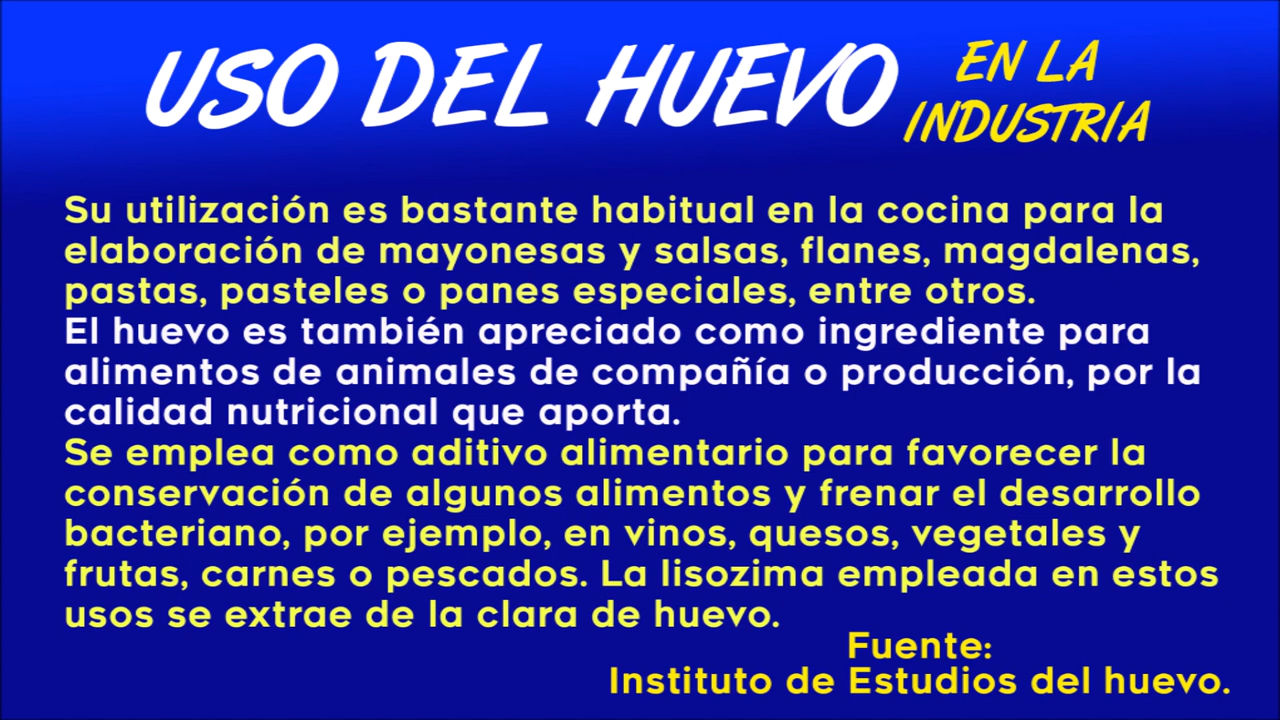 USO DEL HUEVO EN LA
INDUSTRIA
Su utilización es bastante habitual en la cocina para la
elaboración de mayonesas y salsas, flanes, magdalenas,
pastas, pasteles o panes especiales, entre otros.
El huevo es también apreciado como ingrediente para
alimentos de animales de compañía o producción, por la
calidad nutricional que aporta.
Se emplea como aditivo alimentario para favorecer la
conservación de algunos alimentos y frenar el desarrollo
bacteriano, por ejemplo, en vinos, quesos, vegetales y
frutas, carnes o pescados. La lisozima empleada en estos
usos se extrae de la clara de huevo.
Fuente:
Instituto de Estudios del huevo.